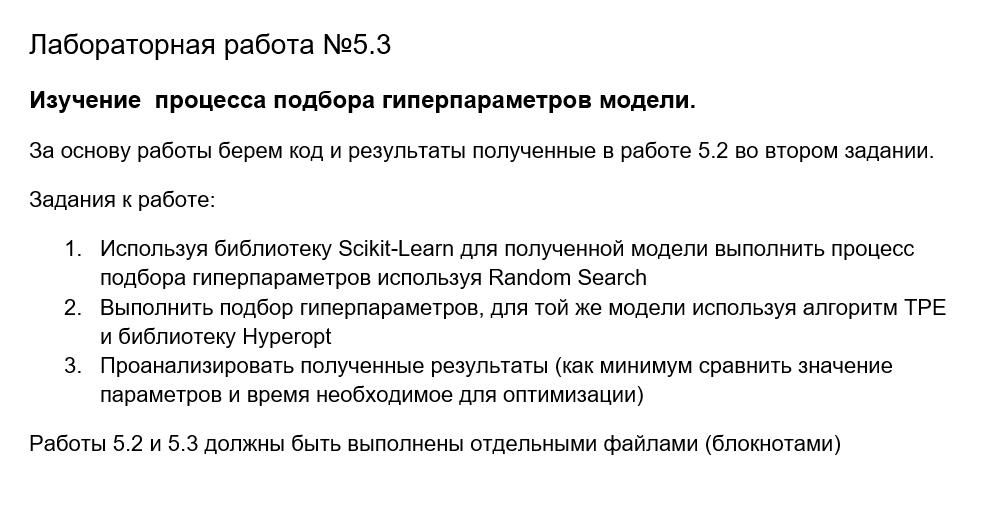 Лабораторная работа №5.3
Изучение  процесса подбора гиперпараметров модели.
За основу работы берем код и результаты полученные в работе 5.2 во втором задании.
Задания к работе:
1. Используя библиотеку Scikit-Learn для полученной модели выполнить процесс
подбора гиперпараметров используя Random Search
2. Выполнить подбор гиперпараметров, для той же модели используя алгоритм TPE
и библиотеку Hyperopt
3. Проанализировать полученные результаты (как минимум сравнить значение
параметров и время необходимое для оптимизации)
Работы 5.2 и 5.3 должны быть выполнены отдельными файлами (блокнотами)